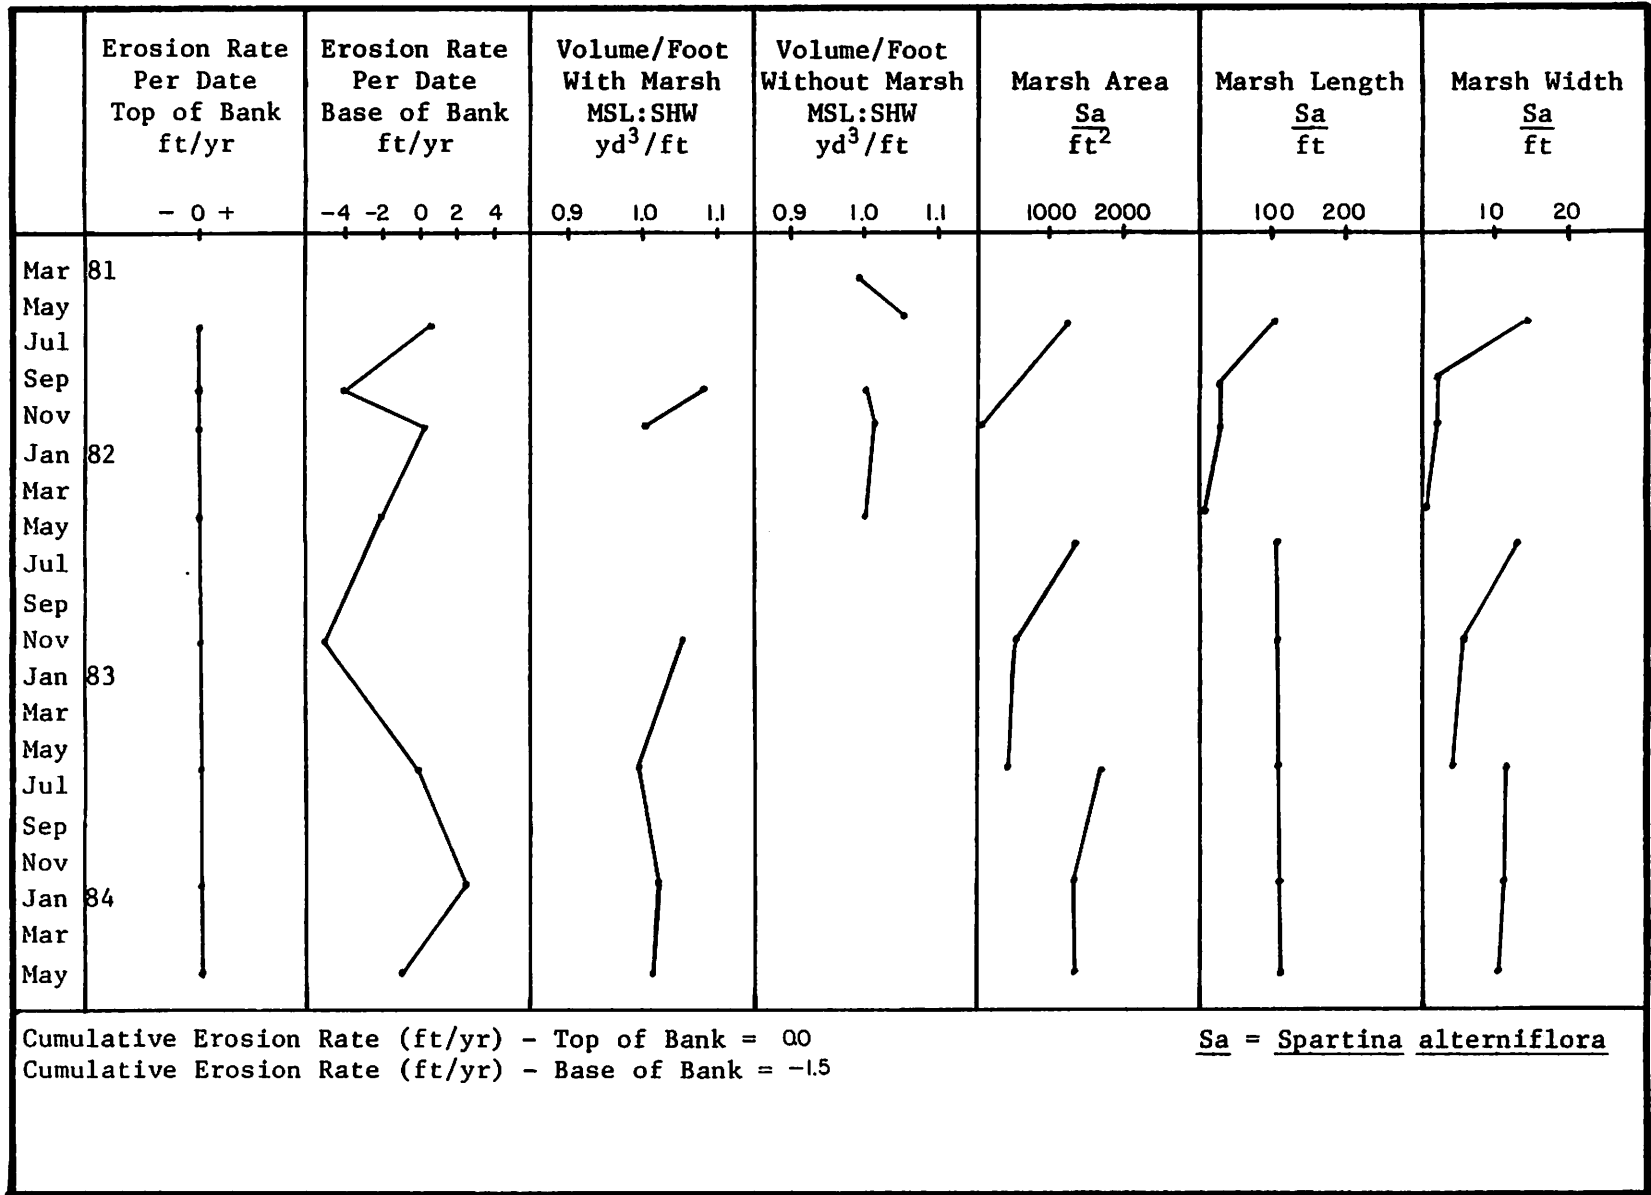 Erosion Rate
Per Date
Top of Bank
ft/yr
- 0 +
Erosion Rate
Per Date
Base of Bank
ft/yr
-4 -2 0 2 4
Volume/Foot
With Marsh
MSL:SHW
yd³/ft
0.9 1.0 1.1
Volume/Foot
Without Marsh
MSL:SHW
yd³/ft
0.9 1.0 1.1
Marsh Area
Sa
ft²
1000 2000
Marsh Length
Sa
ft
100 200
Marsh Width
Sa
ft
10 20
Mar 81
May
Jul
Sep
Nov
Jan 82
Mar
May
Jul
Sep
Nov
Jan 83
Mar
May
Jul
Sep
Nov
Jan 84
Mar
May
Cumulative Erosion Rate (ft/yr) - Top of Bank = 0.0
Cumulative Erosion Rate (ft/yr) - Base of Bank = -1.5
Sa = Spartina alterniflora